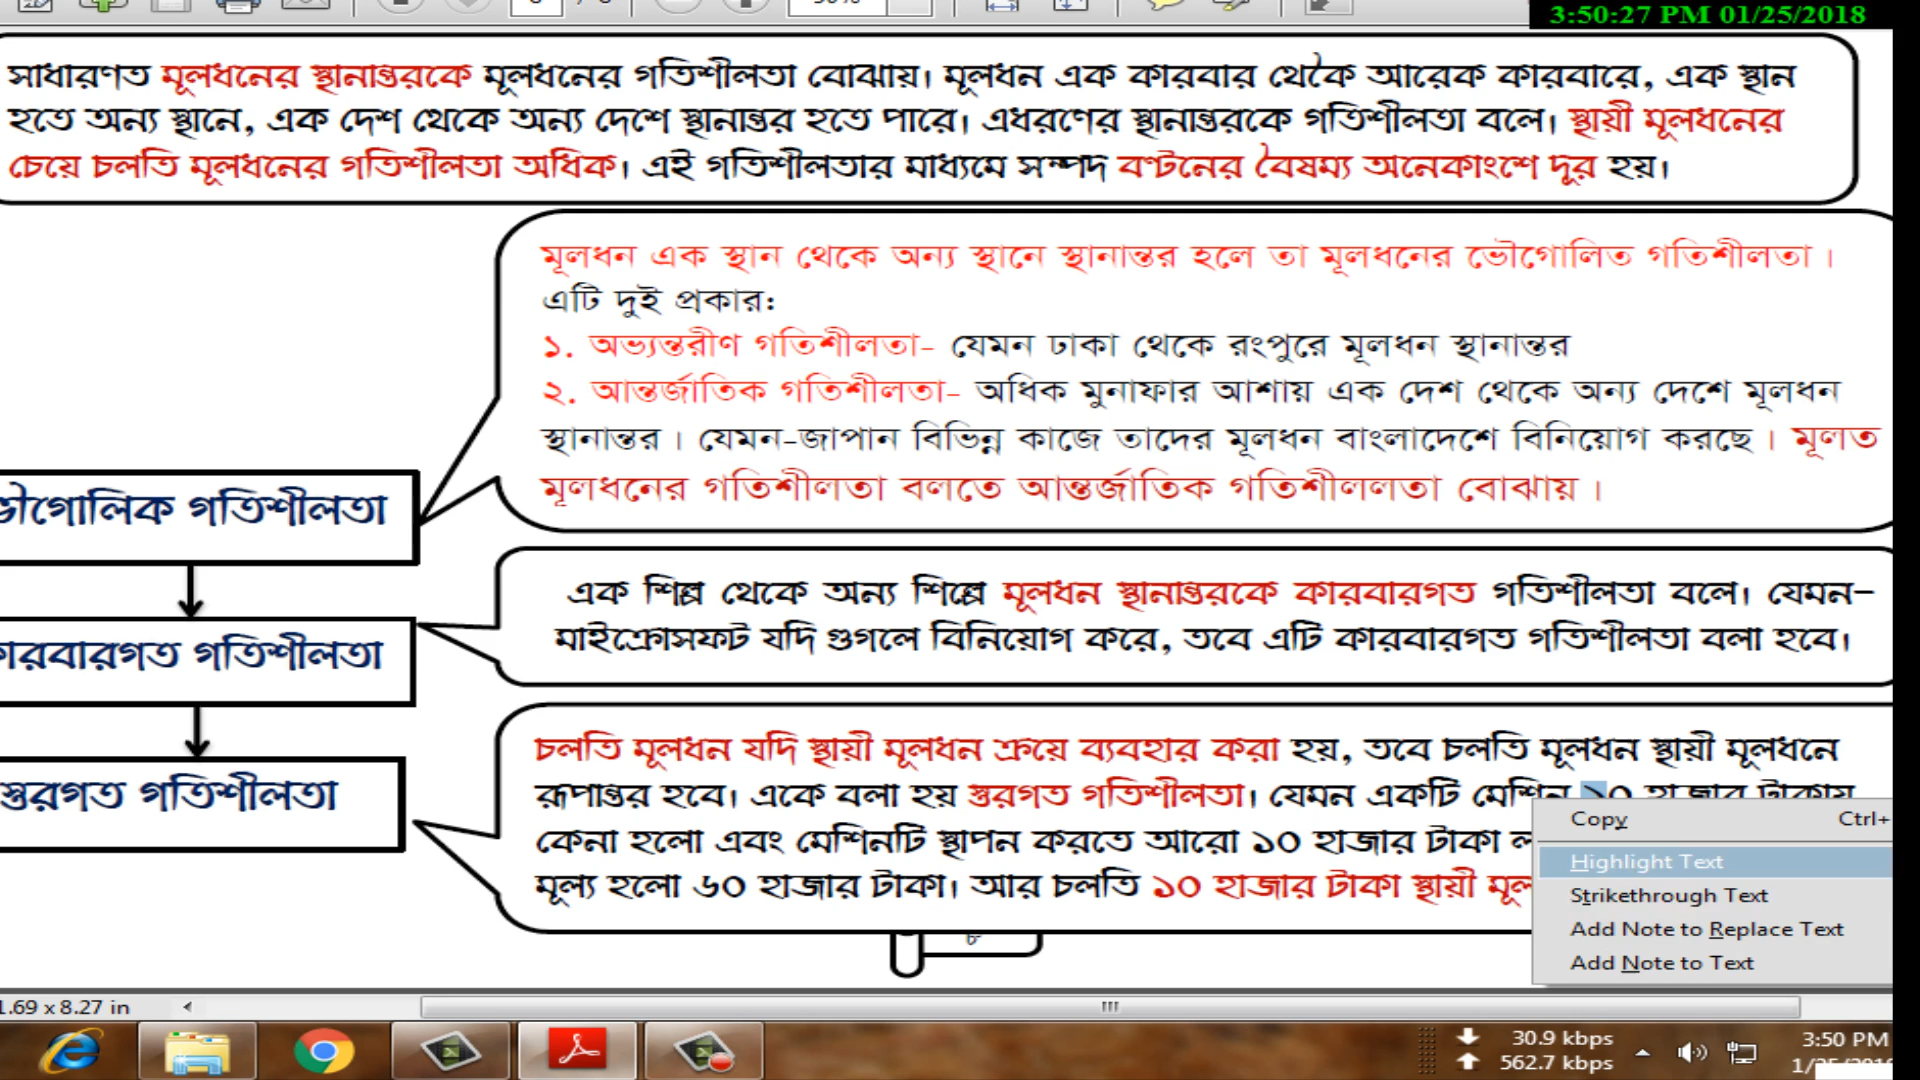 3:50:27 PM 01/25/2018
সাধারণত মূলধনের স্থানান্তরকে মূলধনের গতিশীলতা বোঝায়। মূলধন এক কারবার থেকৈ আরেক কারবারে, এক স্থান
হতে অন্য স্থানে, এক দেশ থেকে অন্য দেশে স্থানান্তর হতে পারে। এধরণের স্থানান্তরকে গতিশীলতা বলে। স্থায়ী মূলধনের
চেয়ে চলতি মূলধনের গতিশীলতা অধিক। এই গতিশীলতার মাধ্যমে সম্পদ বণ্টনের বৈষম্য অনেকাংশে দূর হয়।
মূলধন এক স্থান থেকে অন্য স্থানে স্থানান্তর হলে তা মূলধনের ভৌগোলিত গতিশীলতা।
এটি দুই প্রকার:
১. অভ্যন্তরীণ গতিশীলতা- যেমন ঢাকা থেকে রংপুরে মূলধন স্থানান্তর
২. আন্তর্জাতিক গতিশীলতা- অধিক মুনাফার আশায় এক দেশ থেকে অন্য দেশে মূলধন
স্থানান্তর। যেমন-জাপান বিভিন্ন কাজে তাদের মূলধন বাংলাদেশে বিনিয়োগ করছে। মূলত
মূলধনের গতিশীলতা বলতে আন্তর্জাতিক গতিশীললতা বোঝায়।
ভৌগোলিক গতিশীলতা
এক শিল্প থেকে অন্য শিল্পে মূলধন স্থানান্তরকে কারবারগত গতিশীলতা বলে। যেমন–
মাইক্রোসফট যদি গুগলে বিনিয়োগ করে, তবে এটি কারবারগত গতিশীলতা বলা হবে।
কারবারগত গতিশীলতা
চলতি মূলধন যদি স্থায়ী মূলধন ক্রয়ে ব্যবহার করা হয়, তবে চলতি মূলধন স্থায়ী মূলধনে
রূপান্তর হবে। একে বলা হয় স্তরগত গতিশীলতা। যেমন একটি মেশিন ১০ হাজার টাকায়
কেনা হলো এবং মেশিনটি স্থাপন করতে আরো ১০ হাজার টাকা ল
মূল্য হলো ৬০ হাজার টাকা। আর চলতি ১০ হাজার টাকা স্থায়ী মূল
স্তরগত গতিশীলতা
Copy Ctrl+
Highlight Text
Strikethrough Text
Add Note to Replace Text
Add Note to Text
1.69 x 8.27 in
30.9 kbps
562.7 kbps
3:50 PM